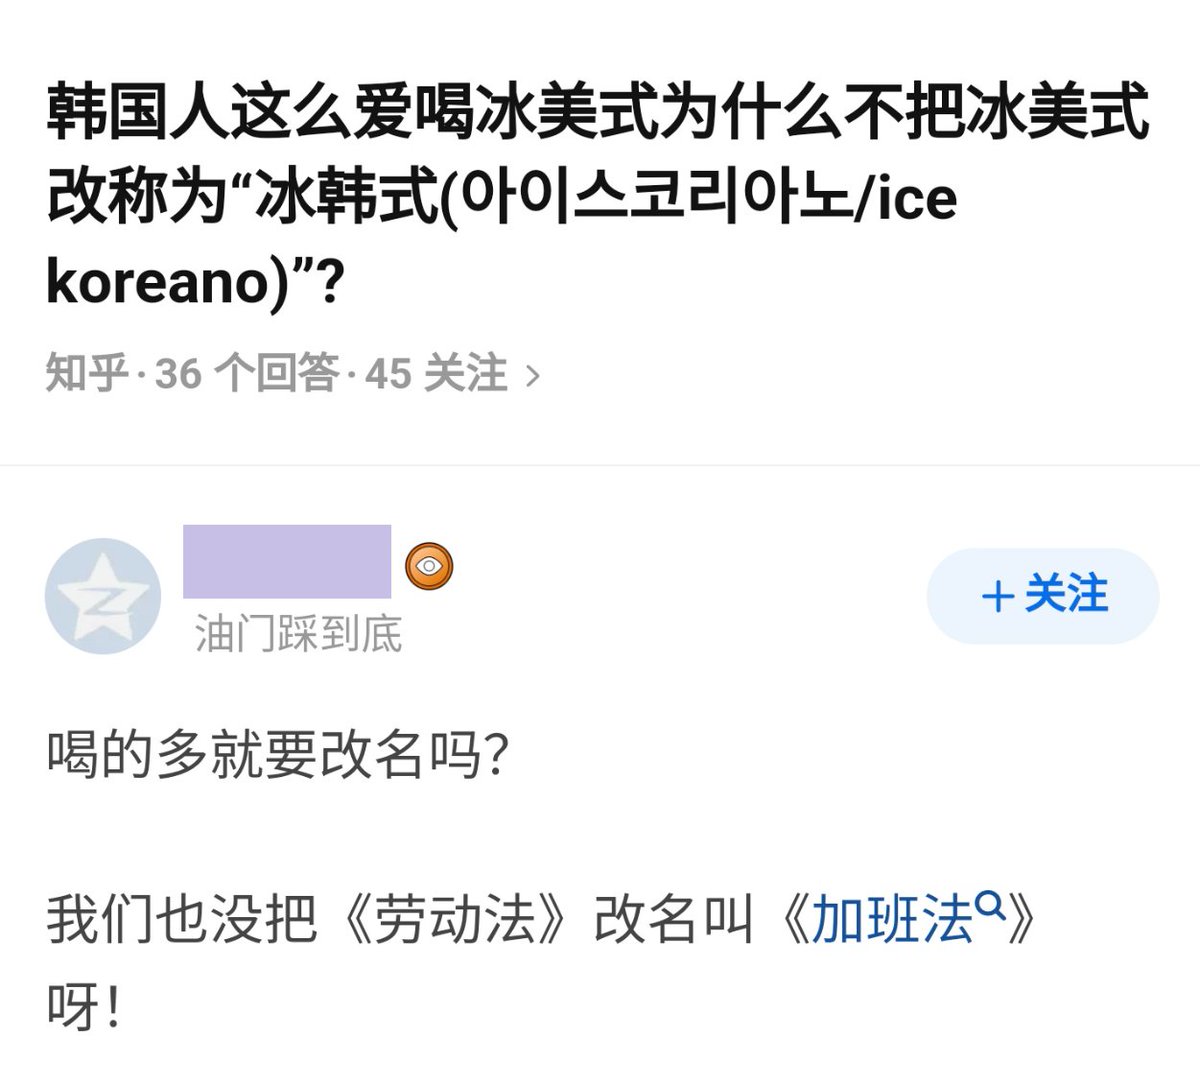 韩国人这么爱喝冰美式为什么不把冰美式
改称为“冰韩式(아이스코리아노/ice
koreano)”?
知乎·36 个回答·45 关注 >
油门踩到底
+关注
喝的多就要改名吗？
我们也没把《劳动法》改名叫《加班法》
呀！